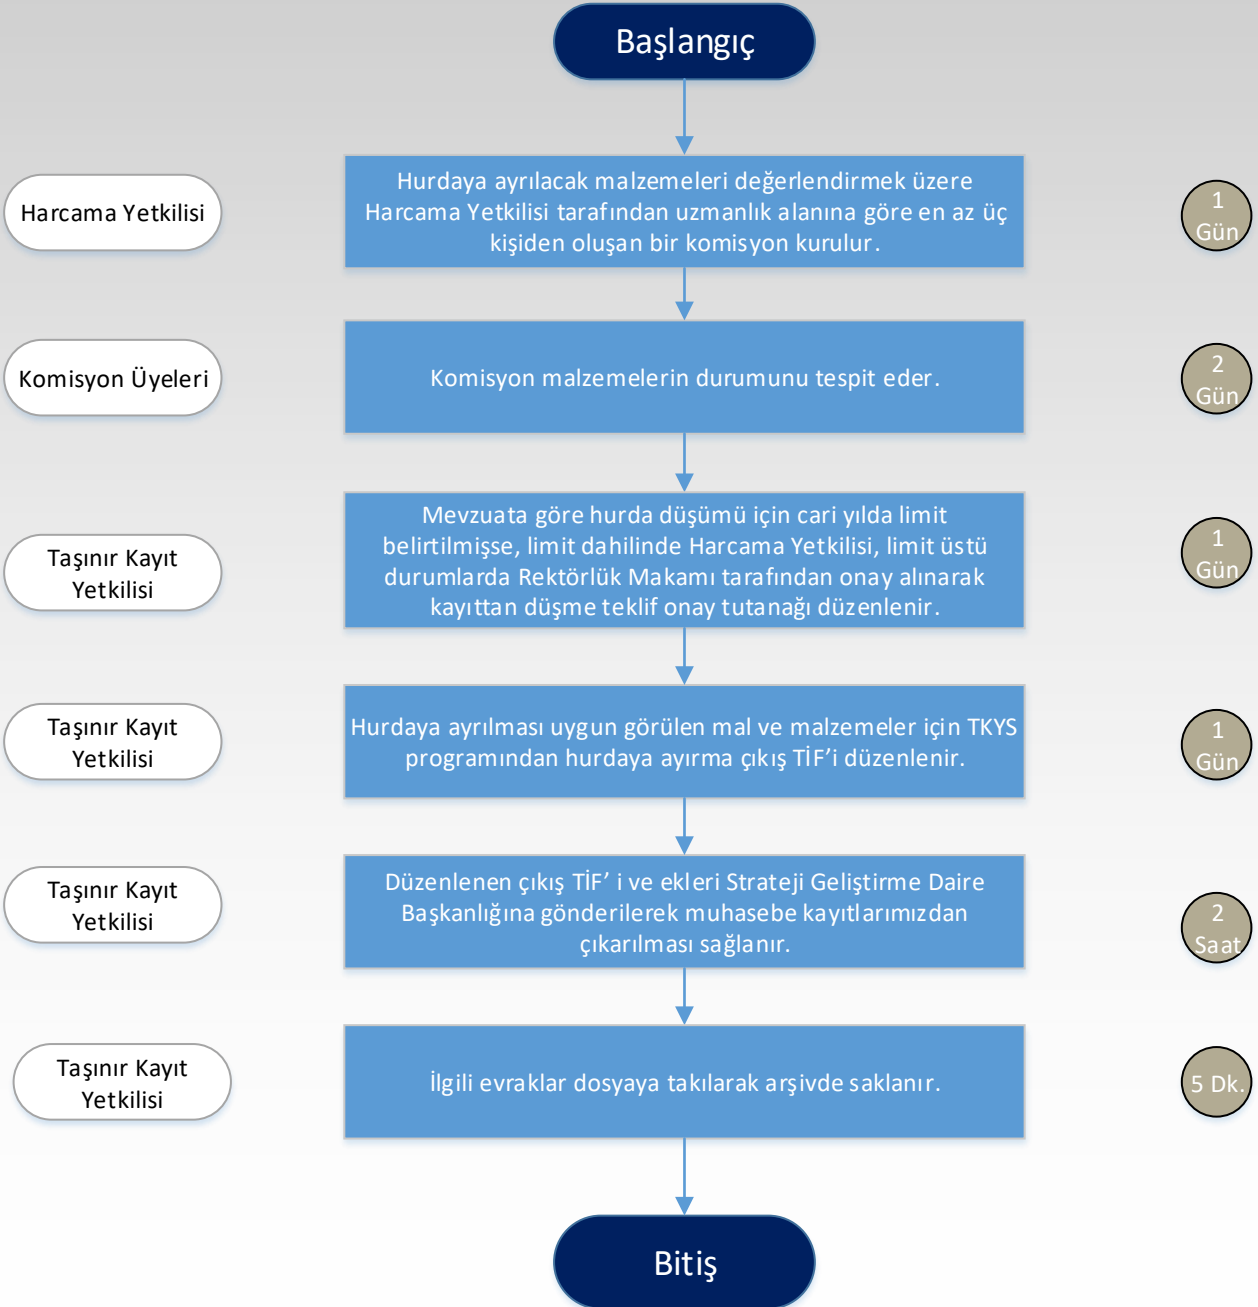 Başlangıç
Harcama Yetkilisi
Hurdaya ayrılacak malzemeleri değerlendirmek üzere
Harcama Yetkilisi tarafından uzmanlık alanına göre en az üç
kişiden oluşan bir komisyon kurulur.
1
Gün
Komisyon Üyeleri
Komisyon malzemelerin durumunu tespit eder.
2
Gün
Taşınır Kayıt
Yetkilisi
Mevzuata göre hurda düşümü için cari yılda limit
belirtilmişse, limit dahilinde Harcama Yetkilisi, limit üstü
durumlarda Rektörlük Makamı tarafından onay alınarak
kayıttan düşme teklif onay tutanağı düzenlenir.
1
Gün
Taşınır Kayıt
Yetkilisi
Hurdaya ayrılması uygun görülen mal ve malzemeler için TKYS
programından hurdaya ayırma çıkış TİF’i düzenlenir.
1
Gün
Taşınır Kayıt
Yetkilisi
Düzenlenen çıkış TİF’ i ve ekleri Strateji Geliştirme Daire
Başkanlığına gönderilerek muhasebe kayıtlarımızdan
çıkarılması sağlanır.
2
Saat
Taşınır Kayıt
Yetkilisi
İlgili evraklar dosyaya takılarak arşivde saklanır.
5 Dk.
Bitiş